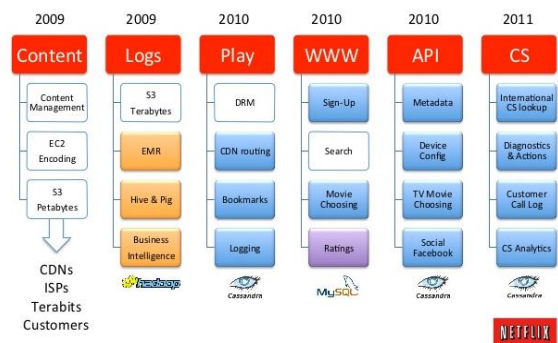 2009
2009
2010
2010
2010
2011
Content
Logs
Play
WWW
API
CS
Content
Management
EC2
Encoding
S3
Petabytes
CDNs
ISPs
Terabits
Customers
S3
Terabytes
EMR
Hive & Pig
Business
Intelligence
hadoop
DRM
CDN routing
Bookmarks
Logging
Cassandra
Sign-Up
Search
Movie
Choosing
Ratings
MySQL
Metadata
Device
Config
TV Movie
Choosing
Social
Facebook
Cassandra
International
CS lookup
Diagnostics
& Actions
Customer
Call Log
CS Analytics
Cassandra
NETFLIX